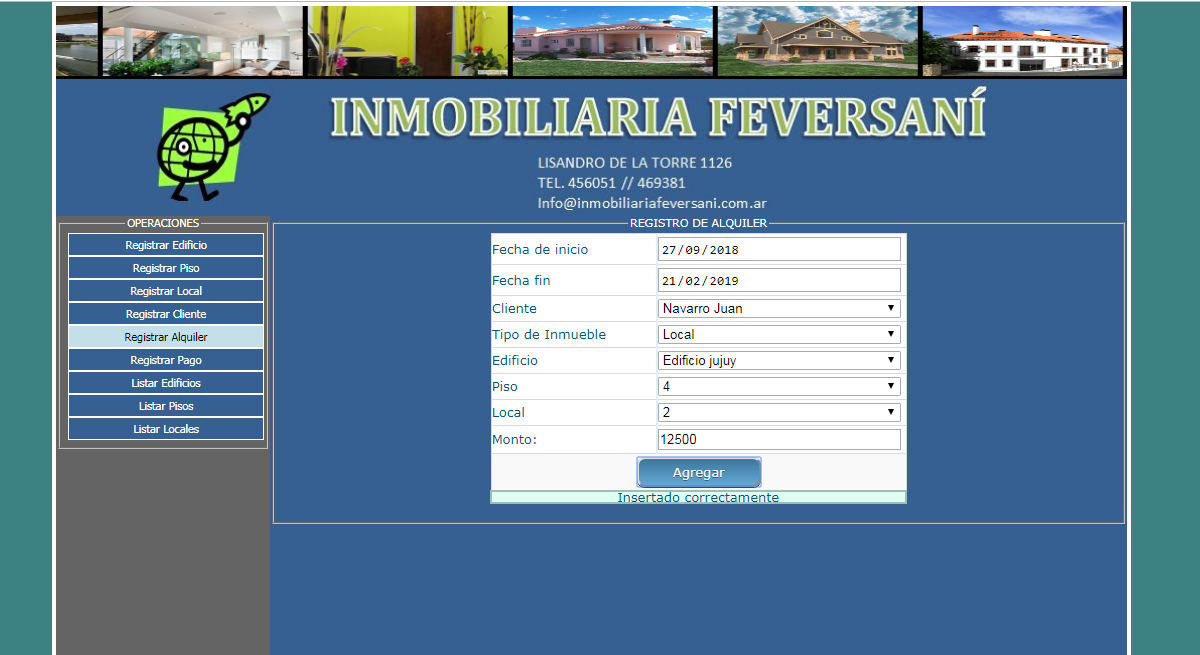 INMOBILIARIA FEVERSANÍ
LISANDRO DE LA TORRE 1126
TEL. 456051 // 469381
Info@inmobiliariafeversani.com.ar
OPERACIONES
Registrar Edificio
Registrar Piso
Registrar Local
Registrar Cliente
Registrar Alquiler
Registrar Pago
Listar Edificios
Listar Pisos
Listar Locales
REGISTRO DE ALQUILER
Fecha de inicio 27/09/2018
Fecha fin 21/02/2019
Cliente Navarro Juan
Tipo de Inmueble Local
Edificio Edificio jujuy
Piso 4
Local 2
Monto: 12500
Agregar
Insertado correctamente